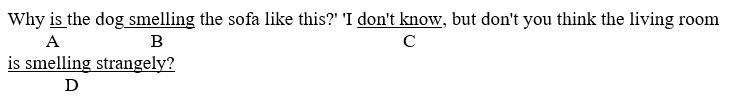 Why is the dog smelling the sofa like this?' 'I don't know, but don't you think the living room
A B C
is smelling strangely?
D